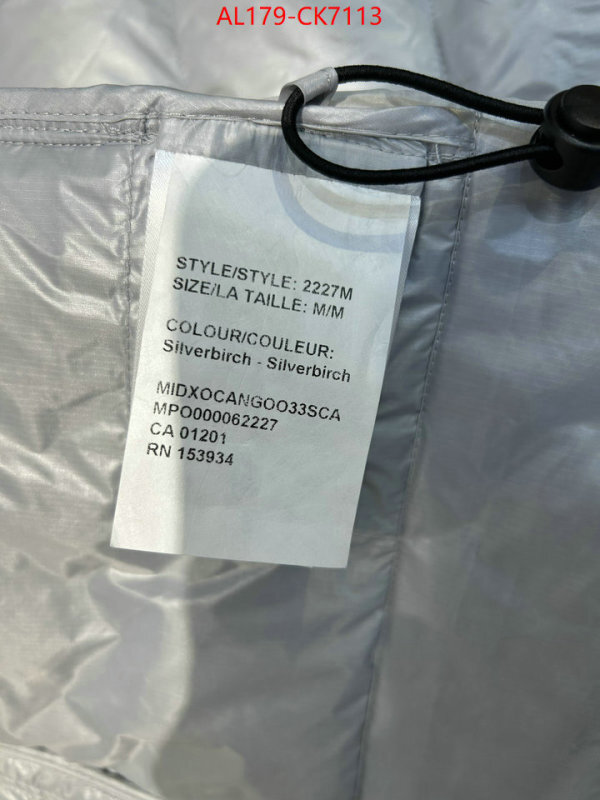 AL179-CK7113
STYLE/STYLE: 2227M
SIZE/LA TAILLE: M/M
COLOUR/COULEUR:
Silverbirch - Silverbirch
MIDXOCANGOO33SCA
MPO000062227
CA 01201
RN 153934